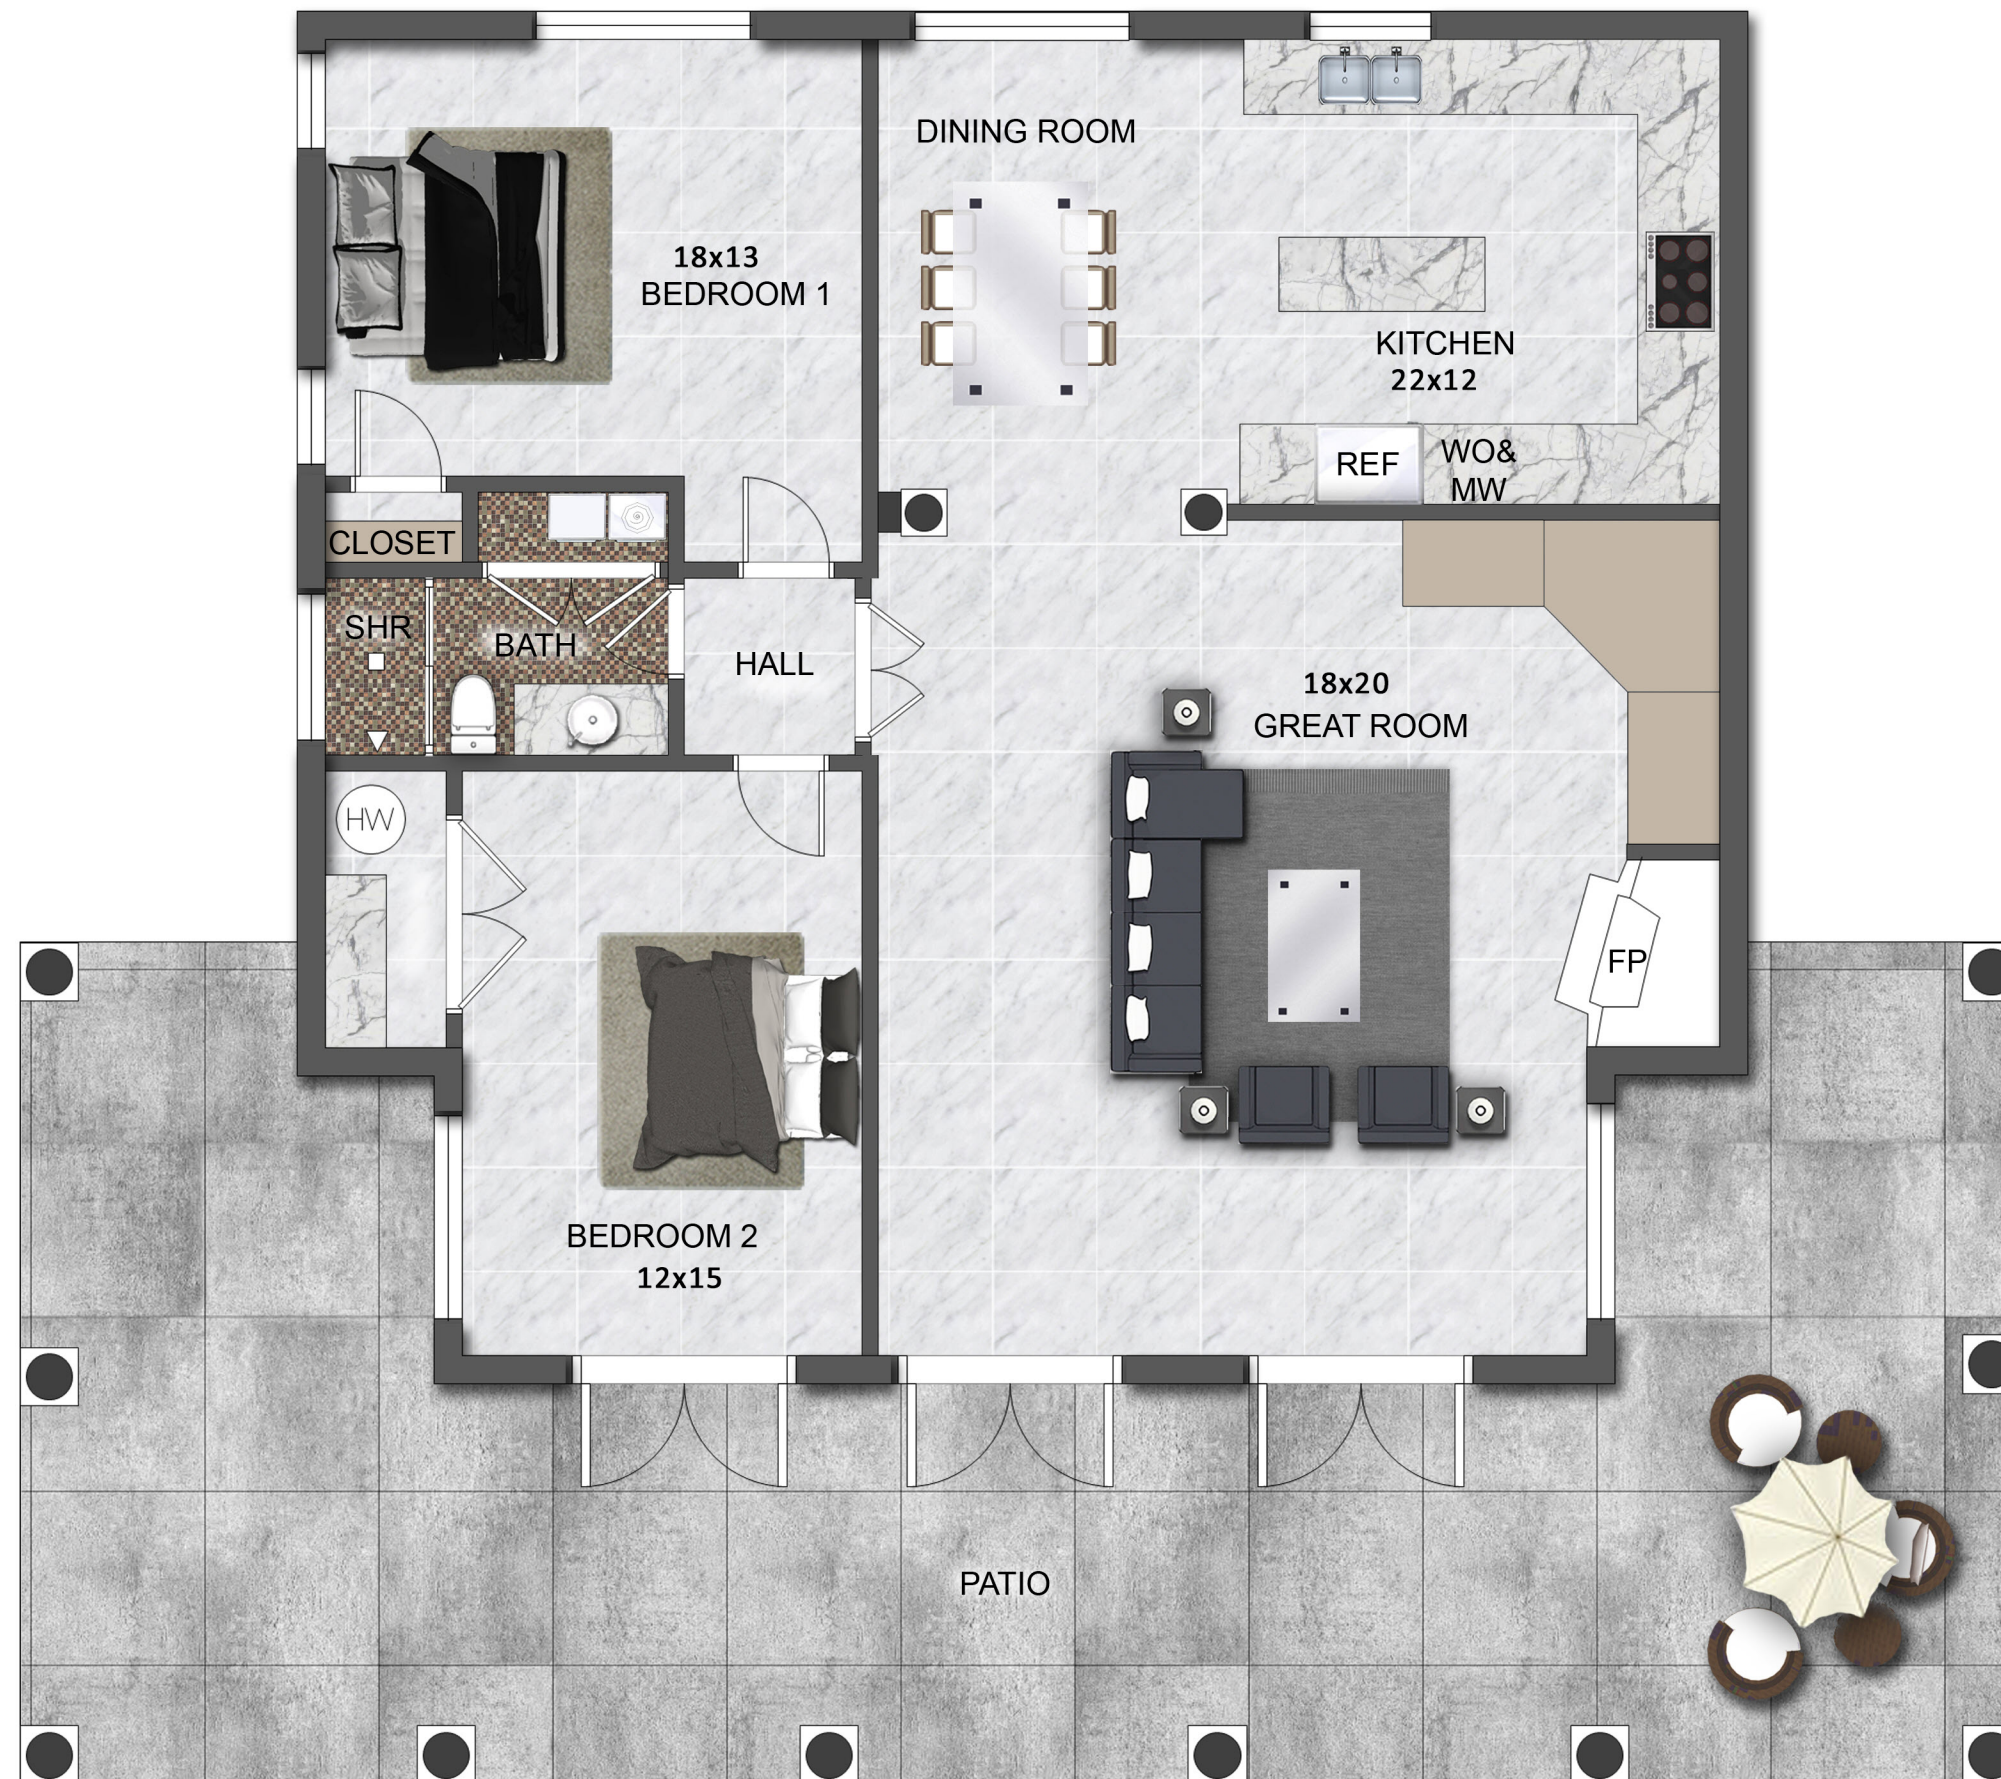 DINING ROOM
18x13
BEDROOM 1
KITCHEN
22x12
REF
WO&
MW
CLOSET
SHR
BATH
HALL
18x20
GREAT ROOM
HW
FP
BEDROOM 2
12x15
PATIO